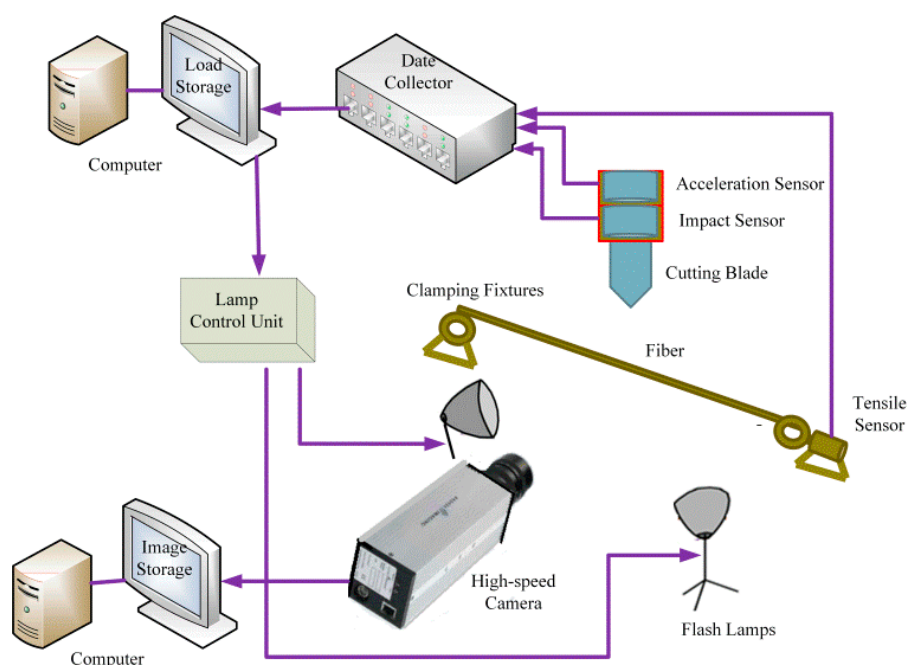 Load
Storage
Date
Collector
Computer
Acceleration Sensor
Impact Sensor
Cutting Blade
Lamp
Control Unit
Clamping Fixtures
Fiber
Tensile
Sensor
Image
Storage
High-speed
Camera
Flash Lamps
Computer